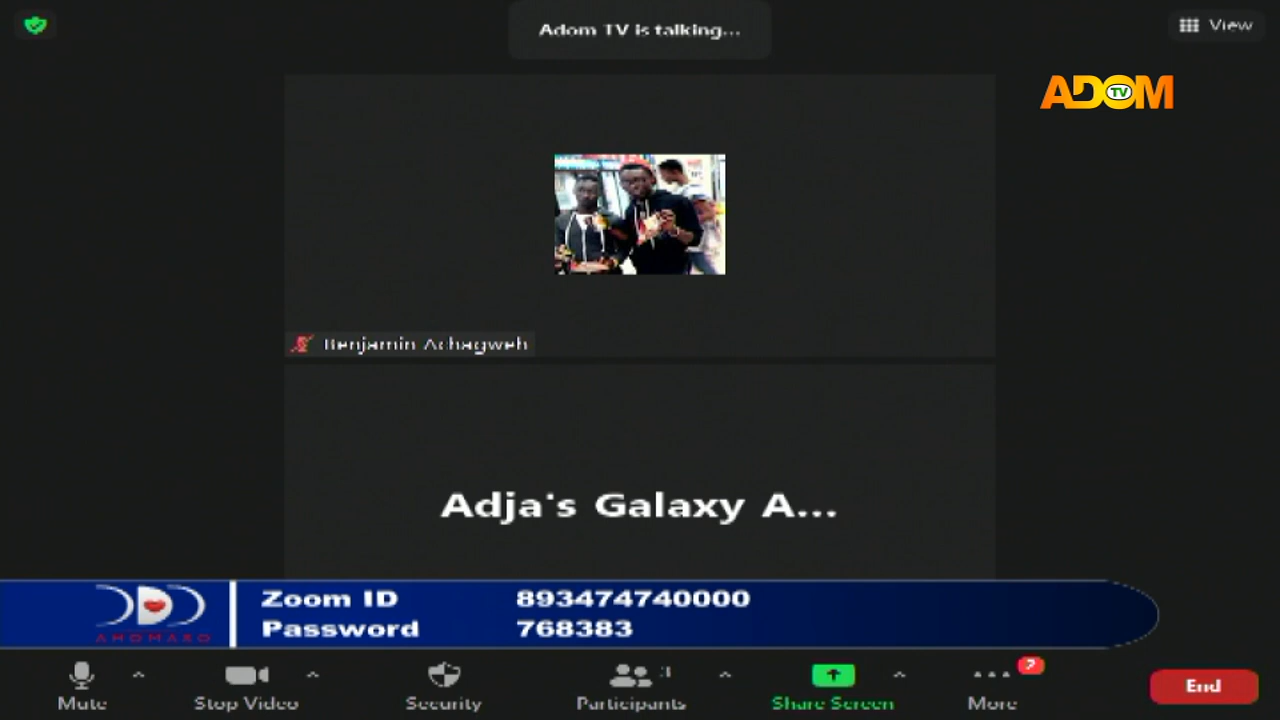 Adom TV is talking...
View
ADOM
TV
Benjamin Achagweh
Adja's Galaxy A...
Zoom ID 893474740000
Password 768383
Mute
Stop Video
Security
Participants 3
Share Screen
More
End